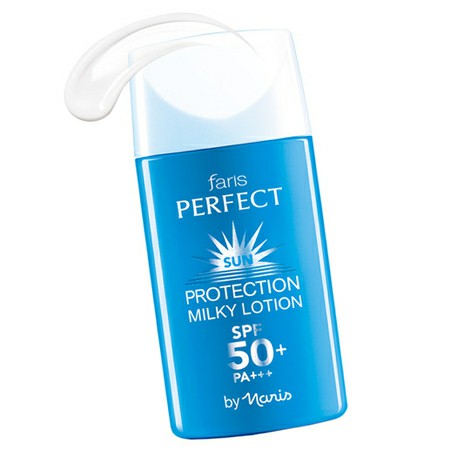 faris
PERFECT
SUN
PROTECTION
MILKY LOTION
SPF
50+
PA+++
by Naris